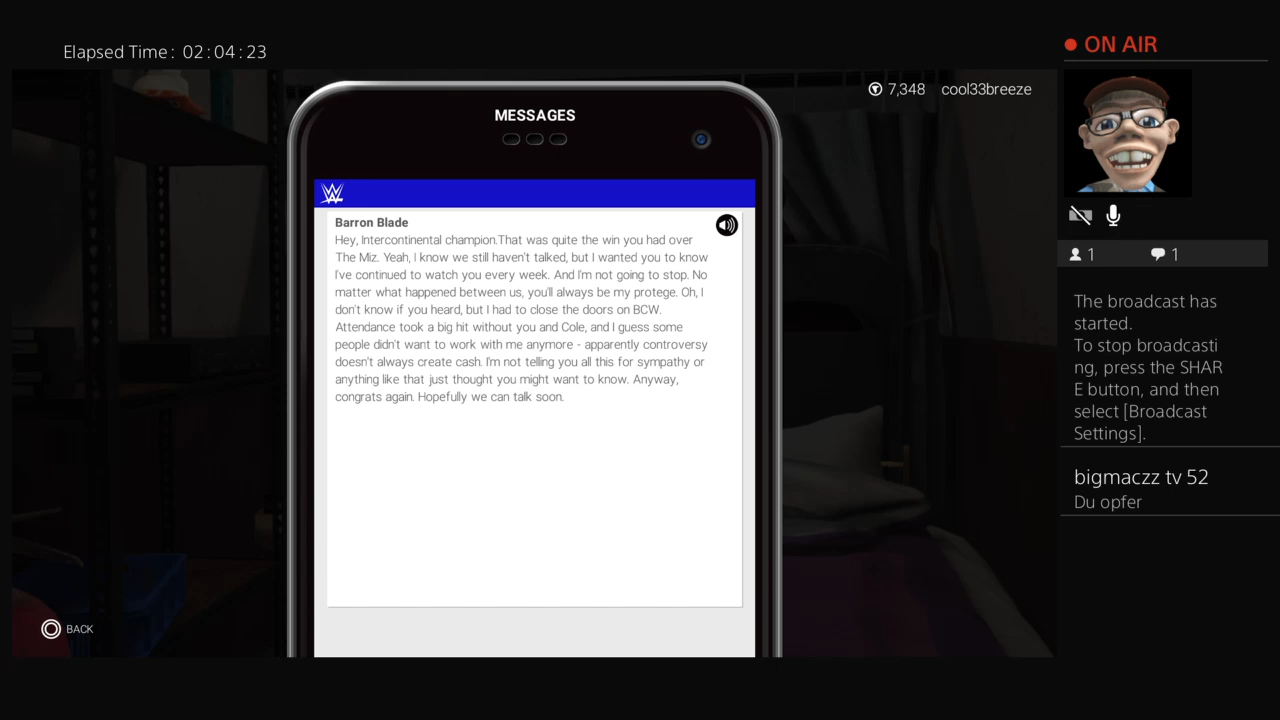 Elapsed Time: 02:04:23
ON AIR
7,348 cool33breeze
MESSAGES
Barron Blade
Hey, Intercontinental champion.That was quite the win you had over
The Miz. Yeah, I know we still haven't talked, but I wanted you to know
I've continued to watch you every week. And I'm not going to stop. No
matter what happened between us, you'll always be my protege. Oh, I
don't know if you heard, but I had to close the doors on BCW.
Attendance took a big hit without you and Cole, and I guess some
people didn't want to work with me anymore - apparently controversy
doesn't always create cash. I'm not telling you all this for sympathy or
anything like that just thought you might want to know. Anyway,
congrats again. Hopefully we can talk soon.
BACK
1 1
The broadcast has
started.
To stop broadcasti
ng, press the SHAR
E button, and then
select [Broadcast
Settings].
bigmaczz tv 52
Du opfer